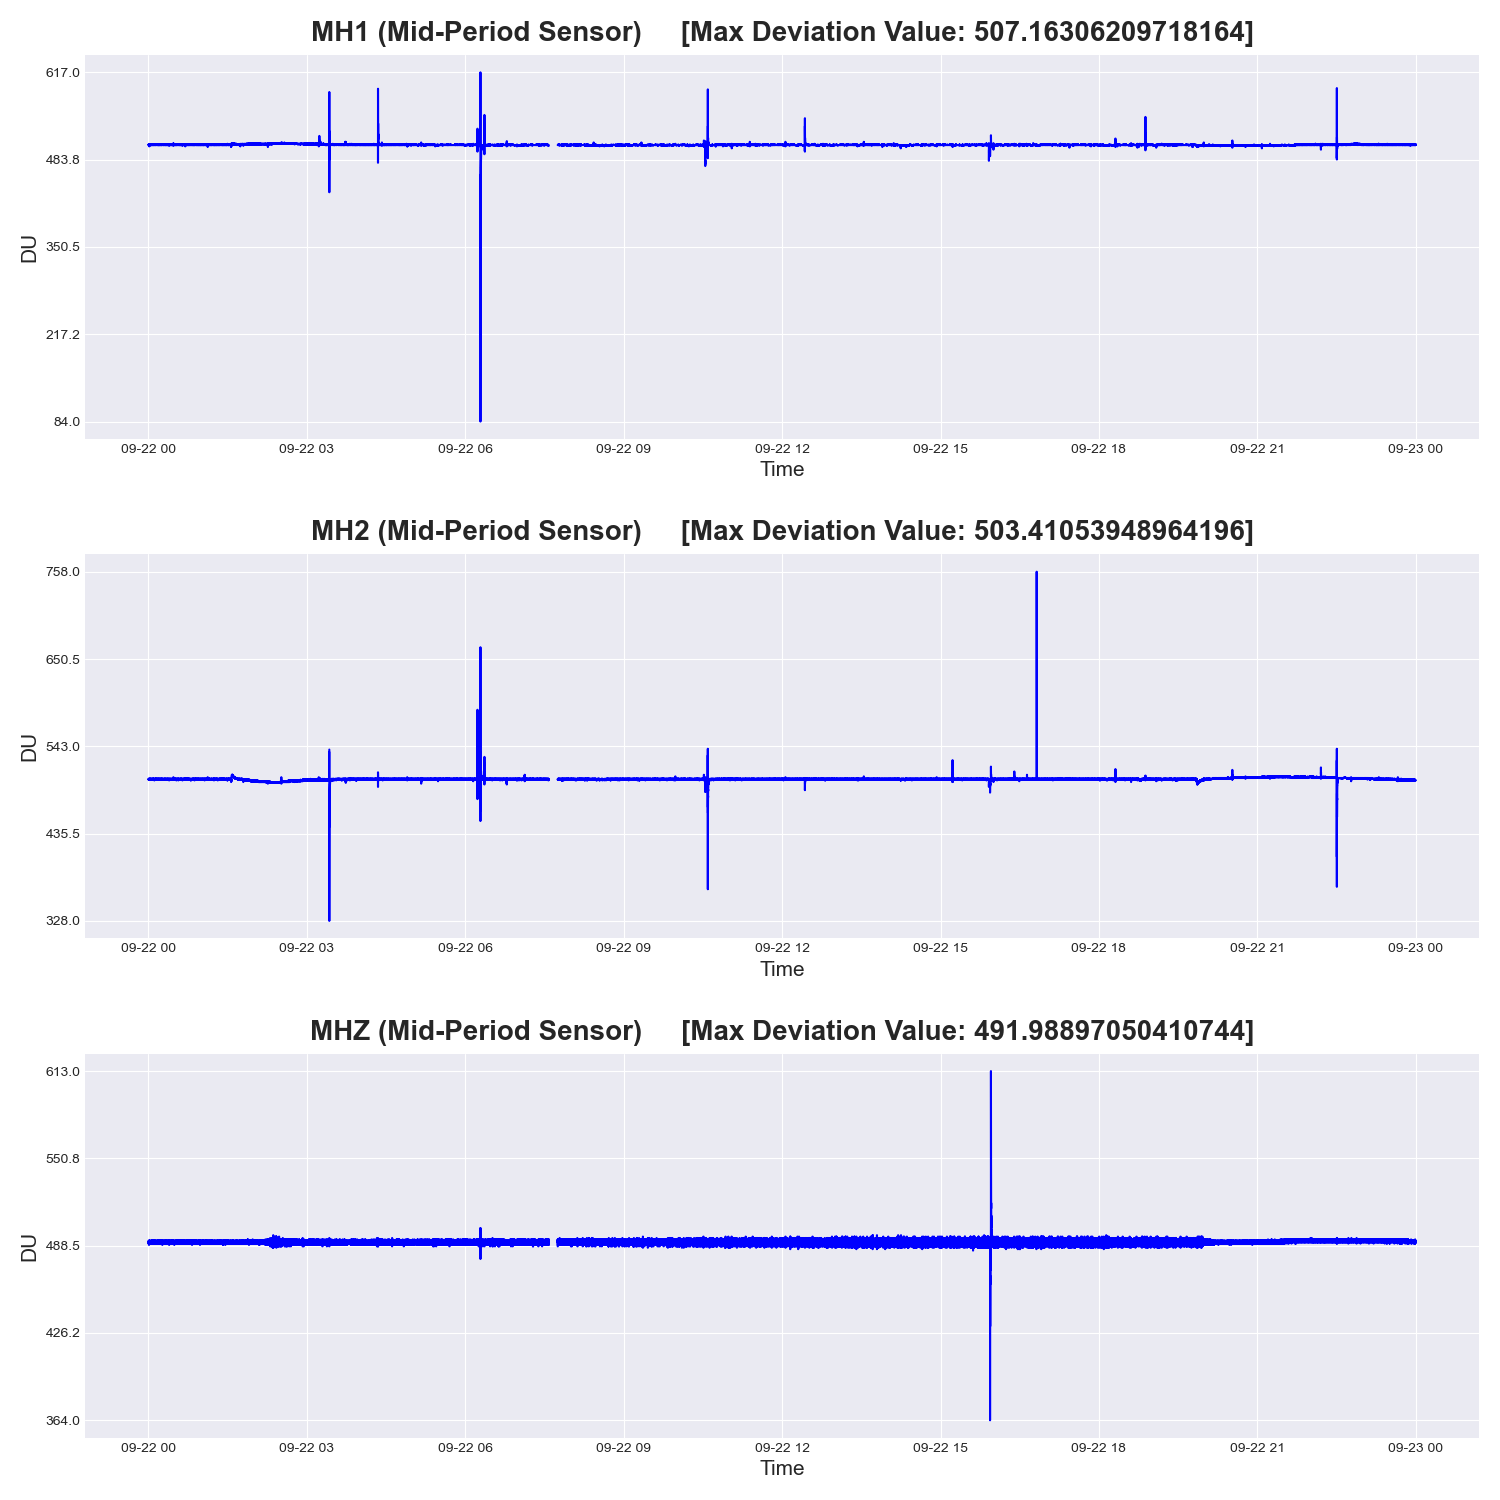 MH1 (Mid-Period Sensor) [Max Deviation Value: 507.16306209718164]
617.0
483.8
350.5
217.2
84.0
DU
09-22 00 09-22 03 09-22 06 09-22 09 09-22 12 09-22 15 09-22 18 09-22 21 09-23 00
Time
MH2 (Mid-Period Sensor) [Max Deviation Value: 503.41053948964196]
758.0
650.5
543.0
435.5
328.0
DU
09-22 00 09-22 03 09-22 06 09-22 09 09-22 12 09-22 15 09-22 18 09-22 21 09-23 00
Time
MHZ (Mid-Period Sensor) [Max Deviation Value: 491.98897050410744]
613.0
550.8
488.5
426.2
364.0
DU
09-22 00 09-22 03 09-22 06 09-22 09 09-22 12 09-22 15 09-22 18 09-22 21 09-23 00
Time